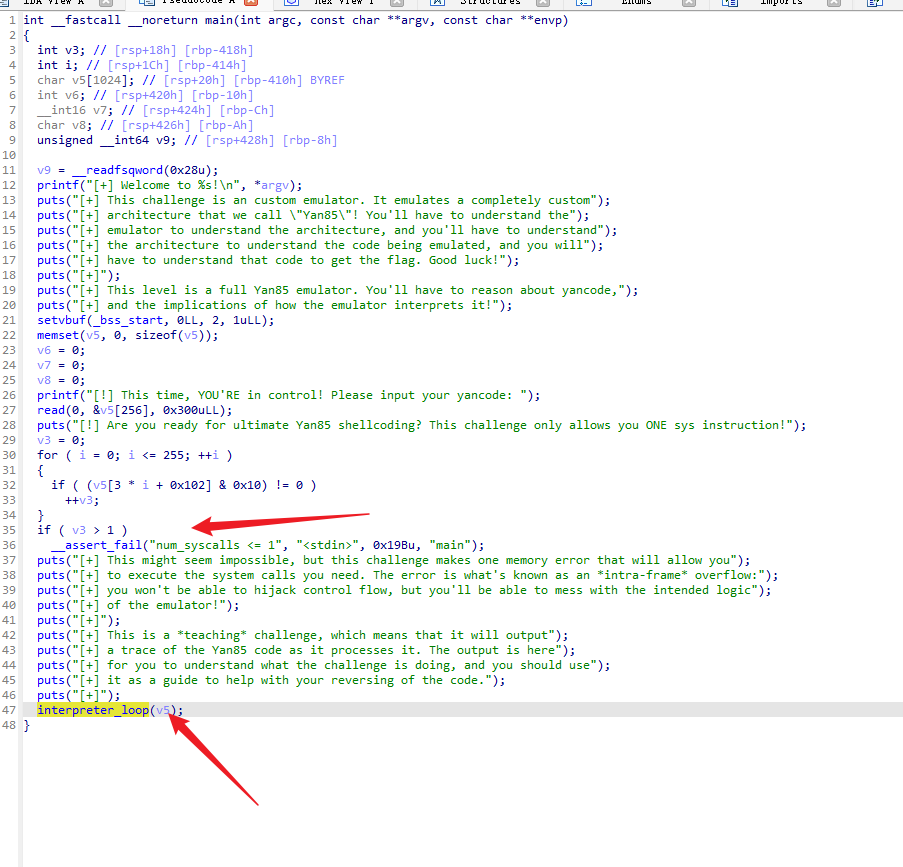 IDA View A Pseudocode A Hex View 1 Structures Enums Imports
1 int __fastcall __noreturn main(int argc, const char **argv, const char **envp)
2 {
3 int v3; // [rsp+18h] [rbp-418h]
4 int i; // [rsp+1Ch] [rbp-414h]
5 char v5[1024]; // [rsp+20h] [rbp-410h] BYREF
6 int v6; // [rsp+420h] [rbp-10h]
7 __int16 v7; // [rsp+424h] [rbp-Ch]
8 char v8; // [rsp+426h] [rbp-Ah]
9 unsigned __int64 v9; // [rsp+428h] [rbp-8h]
10
11 v9 = __readfsqword(0x28u);
12 printf("[+] Welcome to %s!\n", *argv);
13 puts("[+] This challenge is an custom emulator. It emulates a completely custom");
14 puts("[+] architecture that we call \"Yan85\"! You'll have to understand the");
15 puts("[+] emulator to understand the architecture, and you'll have to understand");
16 puts("[+] the architecture to understand the code being emulated, and you will");
17 puts("[+] have to understand that code to get the flag. Good luck!");
18 puts("[+]");
19 puts("[+] This level is a full Yan85 emulator. You'll have to reason about yancode,");
20 puts("[+] and the implications of how the emulator interprets it!");
21 setvbuf(_bss_start, 0LL, 2, 1uLL);
22 memset(v5, 0, sizeof(v5));
23 v6 = 0;
24 v7 = 0;
25 v8 = 0;
26 printf("[!] This time, YOU'RE in control! Please input your yancode: ");
27 read(0, &v5[256], 0x300uLL);
28 puts("[!] Are you ready for ultimate Yan85 shellcoding? This challenge only allows you ONE sys instruction!");
29 v3 = 0;
30 for ( i = 0; i <= 255; ++i )
31 {
32 if ( (v5[3 * i + 0x102] & 0x10) != 0 )
33 ++v3;
34 }
35 if ( v3 > 1 )
36 __assert_fail("num_syscalls <= 1", "<stdin>", 0x19Bu, "main");
37 puts("[+] This might seem impossible, but this challenge makes one memory error that will allow you");
38 puts("[+] to execute the system calls you need. The error is what's known as an *intra-frame* overflow:");
39 puts("[+] you won't be able to hijack control flow, but you'll be able to mess with the intended logic");
40 puts("[+] of the emulator!");
41 puts("[+]");
42 puts("[+] This is a *teaching* challenge, which means that it will output");
43 puts("[+] a trace of the Yan85 code as it processes it. The output is here");
44 puts("[+] for you to understand what the challenge is doing, and you should use");
45 puts("[+] it as a guide to help with your reversing of the code.");
46 puts("[+]");
47 interpreter_loop(v5);
48 }